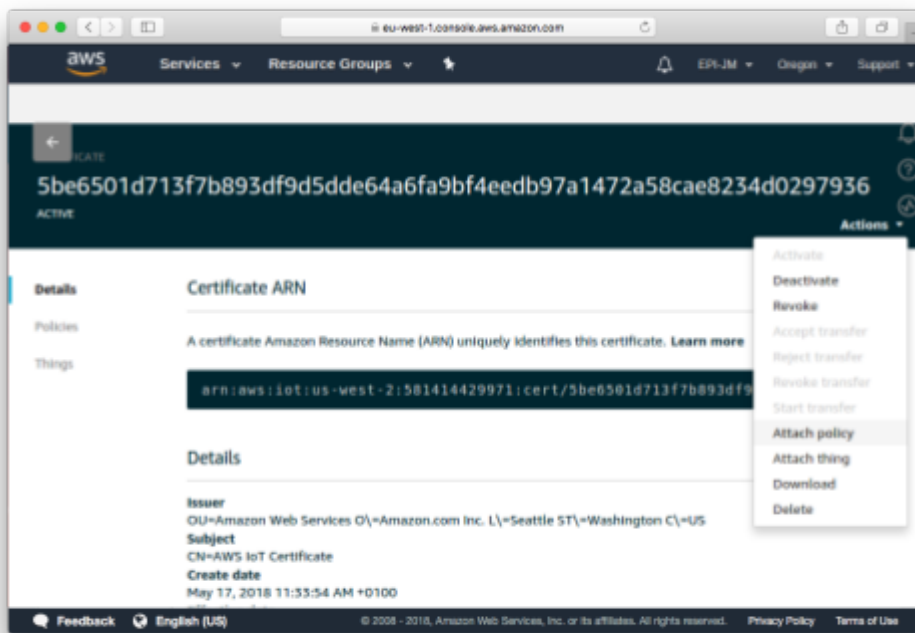 eu-west-1.console.aws.amazon.com
aws
Services
Resource Groups
EPI-JM
Oregon
Support
ICATE
5be6501d713f7b893df9d5dde64a6fa9bf4eedb97a1472a58cae8234d0297936
ACTIVE
Actions
Activate
Deactivate
Revoke
Accept transfer
Reject transfer
Revoke transfer
Start transfer
Attach policy
Attach thing
Download
Delete
Details
Policies
Things
Certificate ARN
A certificate Amazon Resource Name (ARN) uniquely identifies this certificate. Learn more
arn:aws:iot:us-west-2:581414429971:cert/5be6501d713f7b893df9
Details
Issuer
OU=Amazon Web Services O\=Amazon.com Inc. L\=Seattle ST\=Washington C\=US
Subject
CN=AWS IoT Certificate
Create date
May 17, 2018 11:33:54 AM +0100
Feedback
English (US)
© 2008 - 2018, Amazon Web Services, Inc. or its affiliates. All rights reserved.
Privacy Policy
Terms of Use